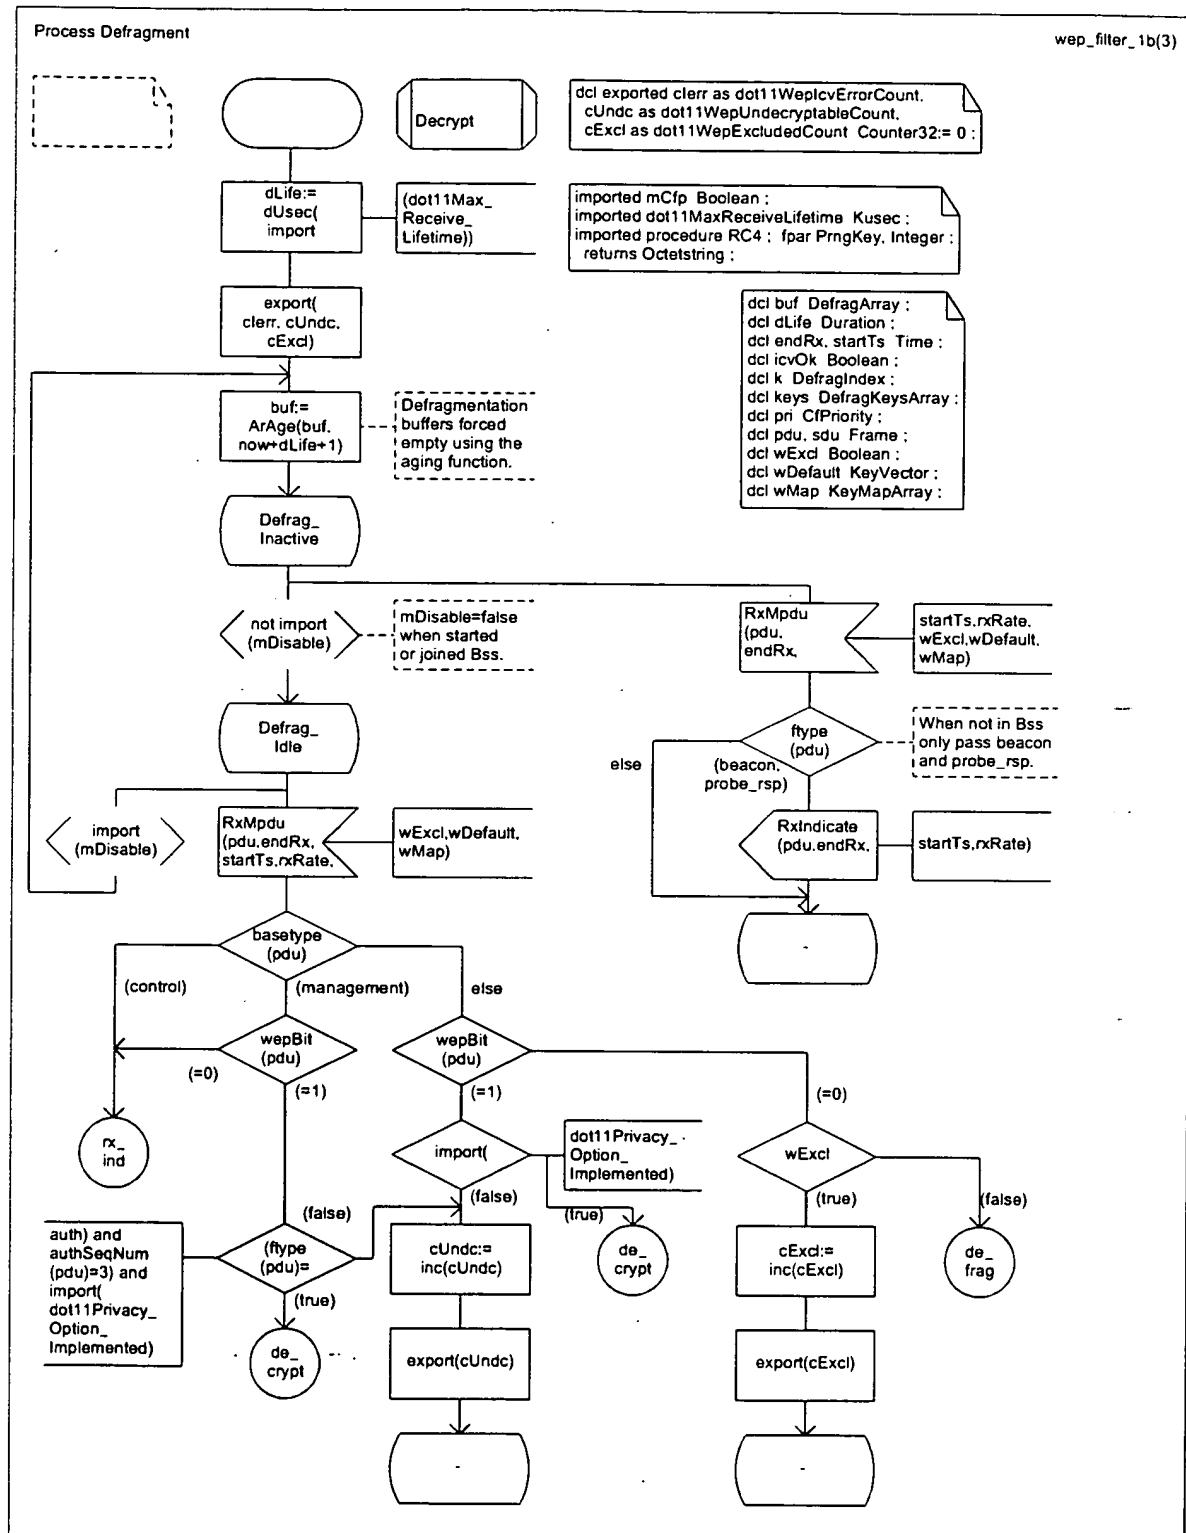 Process Defragment
wep_filter_1b(3)
Decrypt
dcl exported cIerr as dot11WepIcvErrorCount,
cUndc as dot11WepUndecryptableCount,
cExcl as dot11WepExcludedCount Counter32:= 0 ;
dLife:=
dUsec(
import
(dot11Max_
Receive_
Lifetime))
imported mCfp Boolean ;
imported dot11MaxReceiveLifetime Kusec ;
imported procedure RC4 ; fpar PrngKey, Integer ;
returns Octetstring ;
export(
cIerr, cUndc,
cExcl)
dcl buf DefragArray ;
dcl dLife Duration ;
dcl endRx, startTs Time ;
dcl icvOk Boolean ;
dcl k DefragIndex ;
dcl keys DefragKeysArray ;
dcl pri CfPriority ;
dcl pdu, sdu Frame ;
dcl wExcl Boolean ;
dcl wDefault KeyVector ;
dcl wMap KeyMapArray ;
buf:=
ArAge(buf,
now+dLife+1)
Defragmentation
buffers forced
empty using the
aging function.
Defrag_
Inactive
not import
(mDisable)
mDisable=false
when started
or joined Bss.
RxMpdu
(pdu,
endRx,
startTs,rxRate,
wExcl,wDefault,
wMap)
Defrag_
Idle
ftype
(pdu)
When not in Bss
only pass beacon
and probe_rsp.
else
(beacon,
probe_rsp)
import
(mDisable)
RxMpdu
(pdu,endRx,
startTs,rxRate,
wExcl,wDefault,
wMap)
RxIndicate
(pdu,endRx,
startTs,rxRate)
-
basetype
(pdu)
(control)
(management)
else
wepBit
(pdu)
(=0)
(=1)
wepBit
(pdu)
(=1)
(=0)
rx_
ind
import(
dot11Privacy_
Option_
Implemented)
(false)
(true)
wExcl
(true)
(false)
auth) and
authSeqNum
(pdu)=3) and
import(
dot11Privacy_
Option_
Implemented)
(ftype
(pdu)=
(false)
(true)
cUndc:=
inc(cUndc)
de_
crypt
cExcl:=
inc(cExcl)
de_
frag
de_
crypt
export(cUndc)
export(cExcl)
-
-